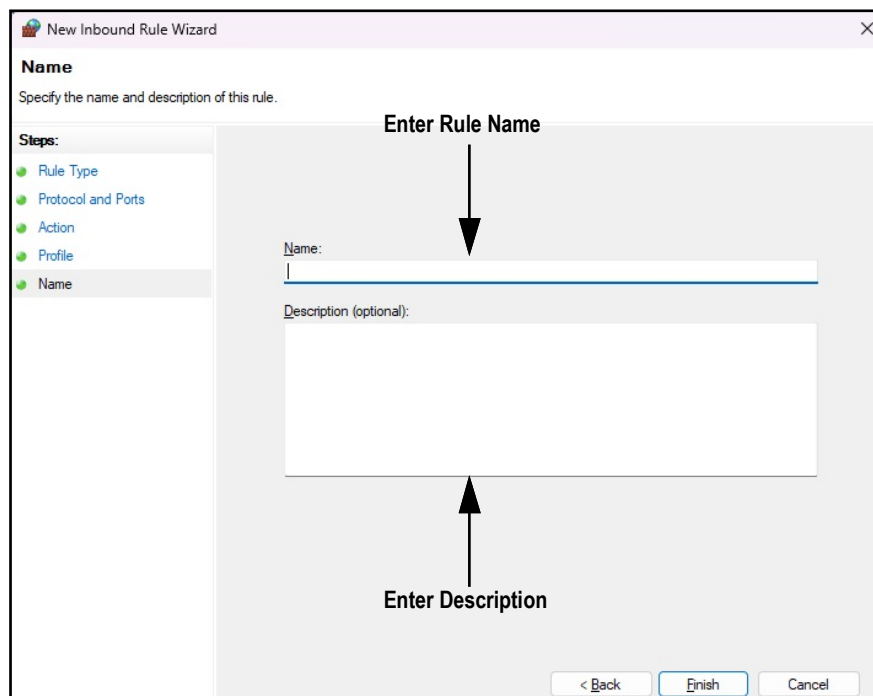 New Inbound Rule Wizard
Name
Specify the name and description of this rule.
Steps:
Rule Type
Protocol and Ports
Action
Profile
Name
Enter Rule Name
Name:
Description (optional):
Enter Description
< Back
Finish
Cancel